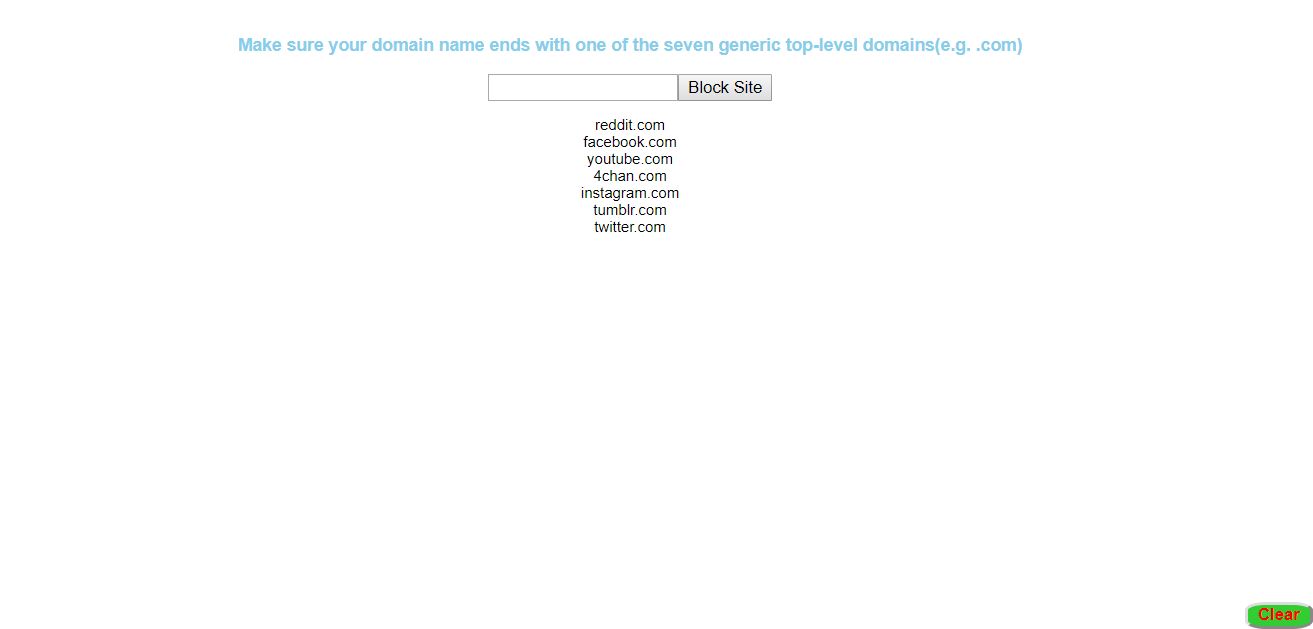 Make sure your domain name ends with one of the seven generic top-level domains(e.g. .com)
Block Site
reddit.com
facebook.com
youtube.com
4chan.com
instagram.com
tumblr.com
twitter.com
Clear